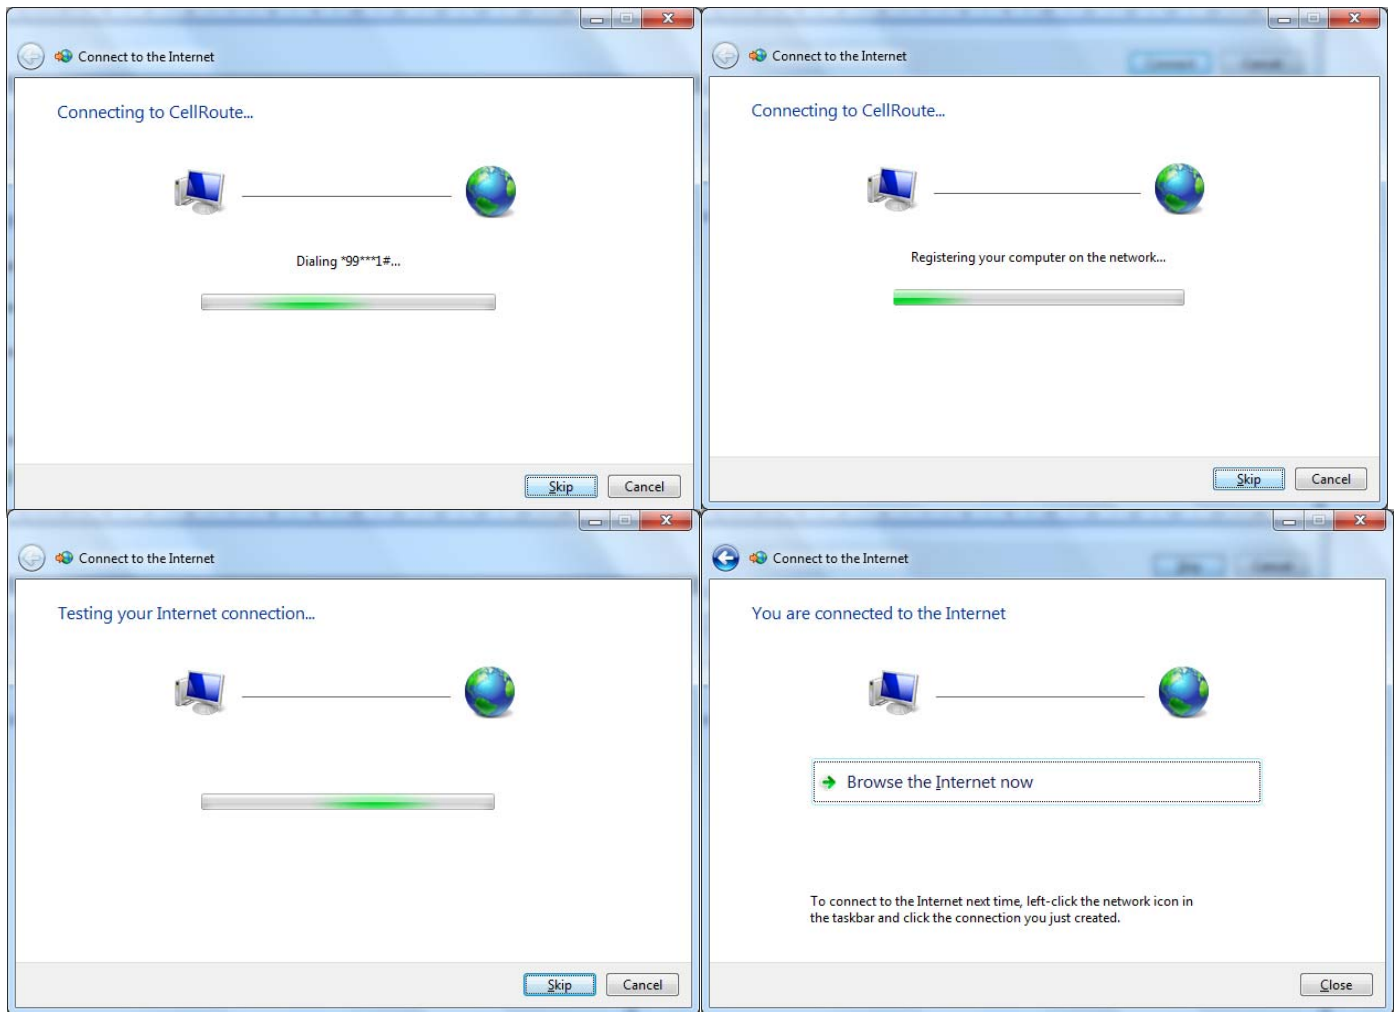 Connect to the Internet
Connecting to CellRoute...
Dialing *99***1#...
Skip
Cancel
Connect to the Internet
Connecting to CellRoute...
Registering your computer on the network...
Skip
Cancel
Connect to the Internet
Testing your Internet connection...
Skip
Cancel
Connect to the Internet
You are connected to the Internet
Browse the Internet now
To connect to the Internet next time, left-click the network icon in
the taskbar and click the connection you just created.
Close